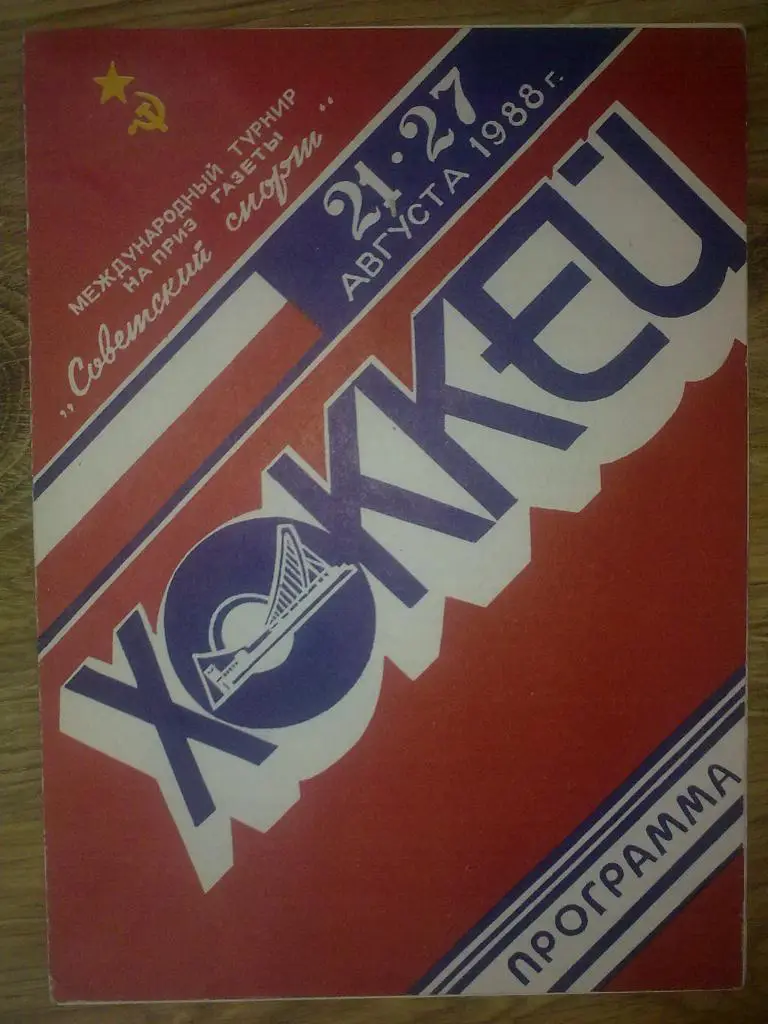 МЕЖДУНАРОДНЫЙ ТУРНИР
НА ПРИЗ ГАЗЕТЫ
„Советский спорт"
21·27
АВГУСТА 1988 г.
ХОККЕЙ
ПРОГРАММА